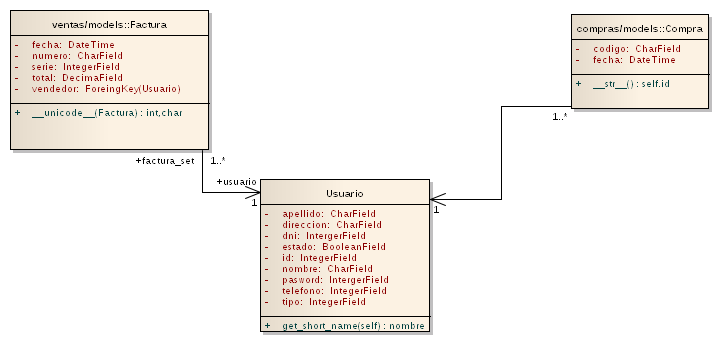 ventas/models::Factura
- fecha: DateTime
- numero: CharField
- serie: IntegerField
- total: DecimaField
- vendedor: ForeingKey(Usuario)
+ __unicode__(Factura) : int,char
compras/models::Compra
- codigo: CharField
- fecha: DateTime
+ __str__() : self.id
1..*
+factura_set 1..*
+usuario
1
1
Usuario
- apellido: CharField
- direccion: CharField
- dni: IntergerField
- estado: BooleanField
- id: IntegerField
- nombre: CharField
- pasword: IntergerField
- telefono: IntegerField
- tipo: IntegerField
+ get_short_name(self) : nombre